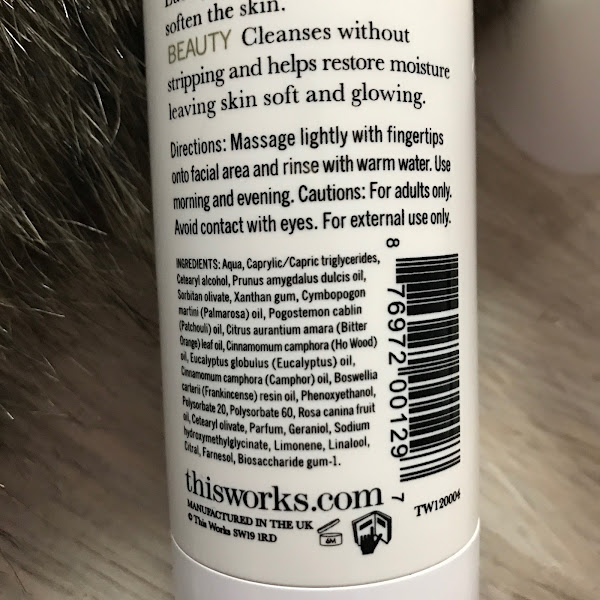 soften the skin.
BEAUTY Cleanses without
stripping and helps restore moisture
leaving skin soft and glowing.
Directions: Massage lightly with fingertips
onto facial area and rinse with warm water. Use
morning and evening. Cautions: For adults only.
Avoid contact with eyes. For external use only.
INGREDIENTS: Aqua, Caprylic/Capric triglycerides,
Cetearyl alcohol, Prunus amygdalus dulcis oil,
Sorbitan olivate, Xanthan gum, Cymbopogon
martini (Palmarosa) oil, Pogostemon cablin
(Patchouli) oil, Citrus aurantium amara (Bitter
Orange) leaf oil, Cinnamomum camphora (Ho Wood)
oil, Eucalyptus globulus (Eucalyptus) oil,
Cinnamomum camphora (Camphor) oil, Boswellia
carterii (Frankincense) resin oil, Phenoxyethanol,
Polysorbate 20, Polysorbate 60, Rosa canina fruit
oil, Cetearyl olivate, Parfum, Geraniol, Sodium
hydroxymethylglycinate, Limonene, Linalool,
Citral, Farnesol, Biosaccharide gum-1.
8 76972 00129 7
thisworks.com
TW120004
MANUFACTURED IN THE UK
© This Works SW19 1RD
6M